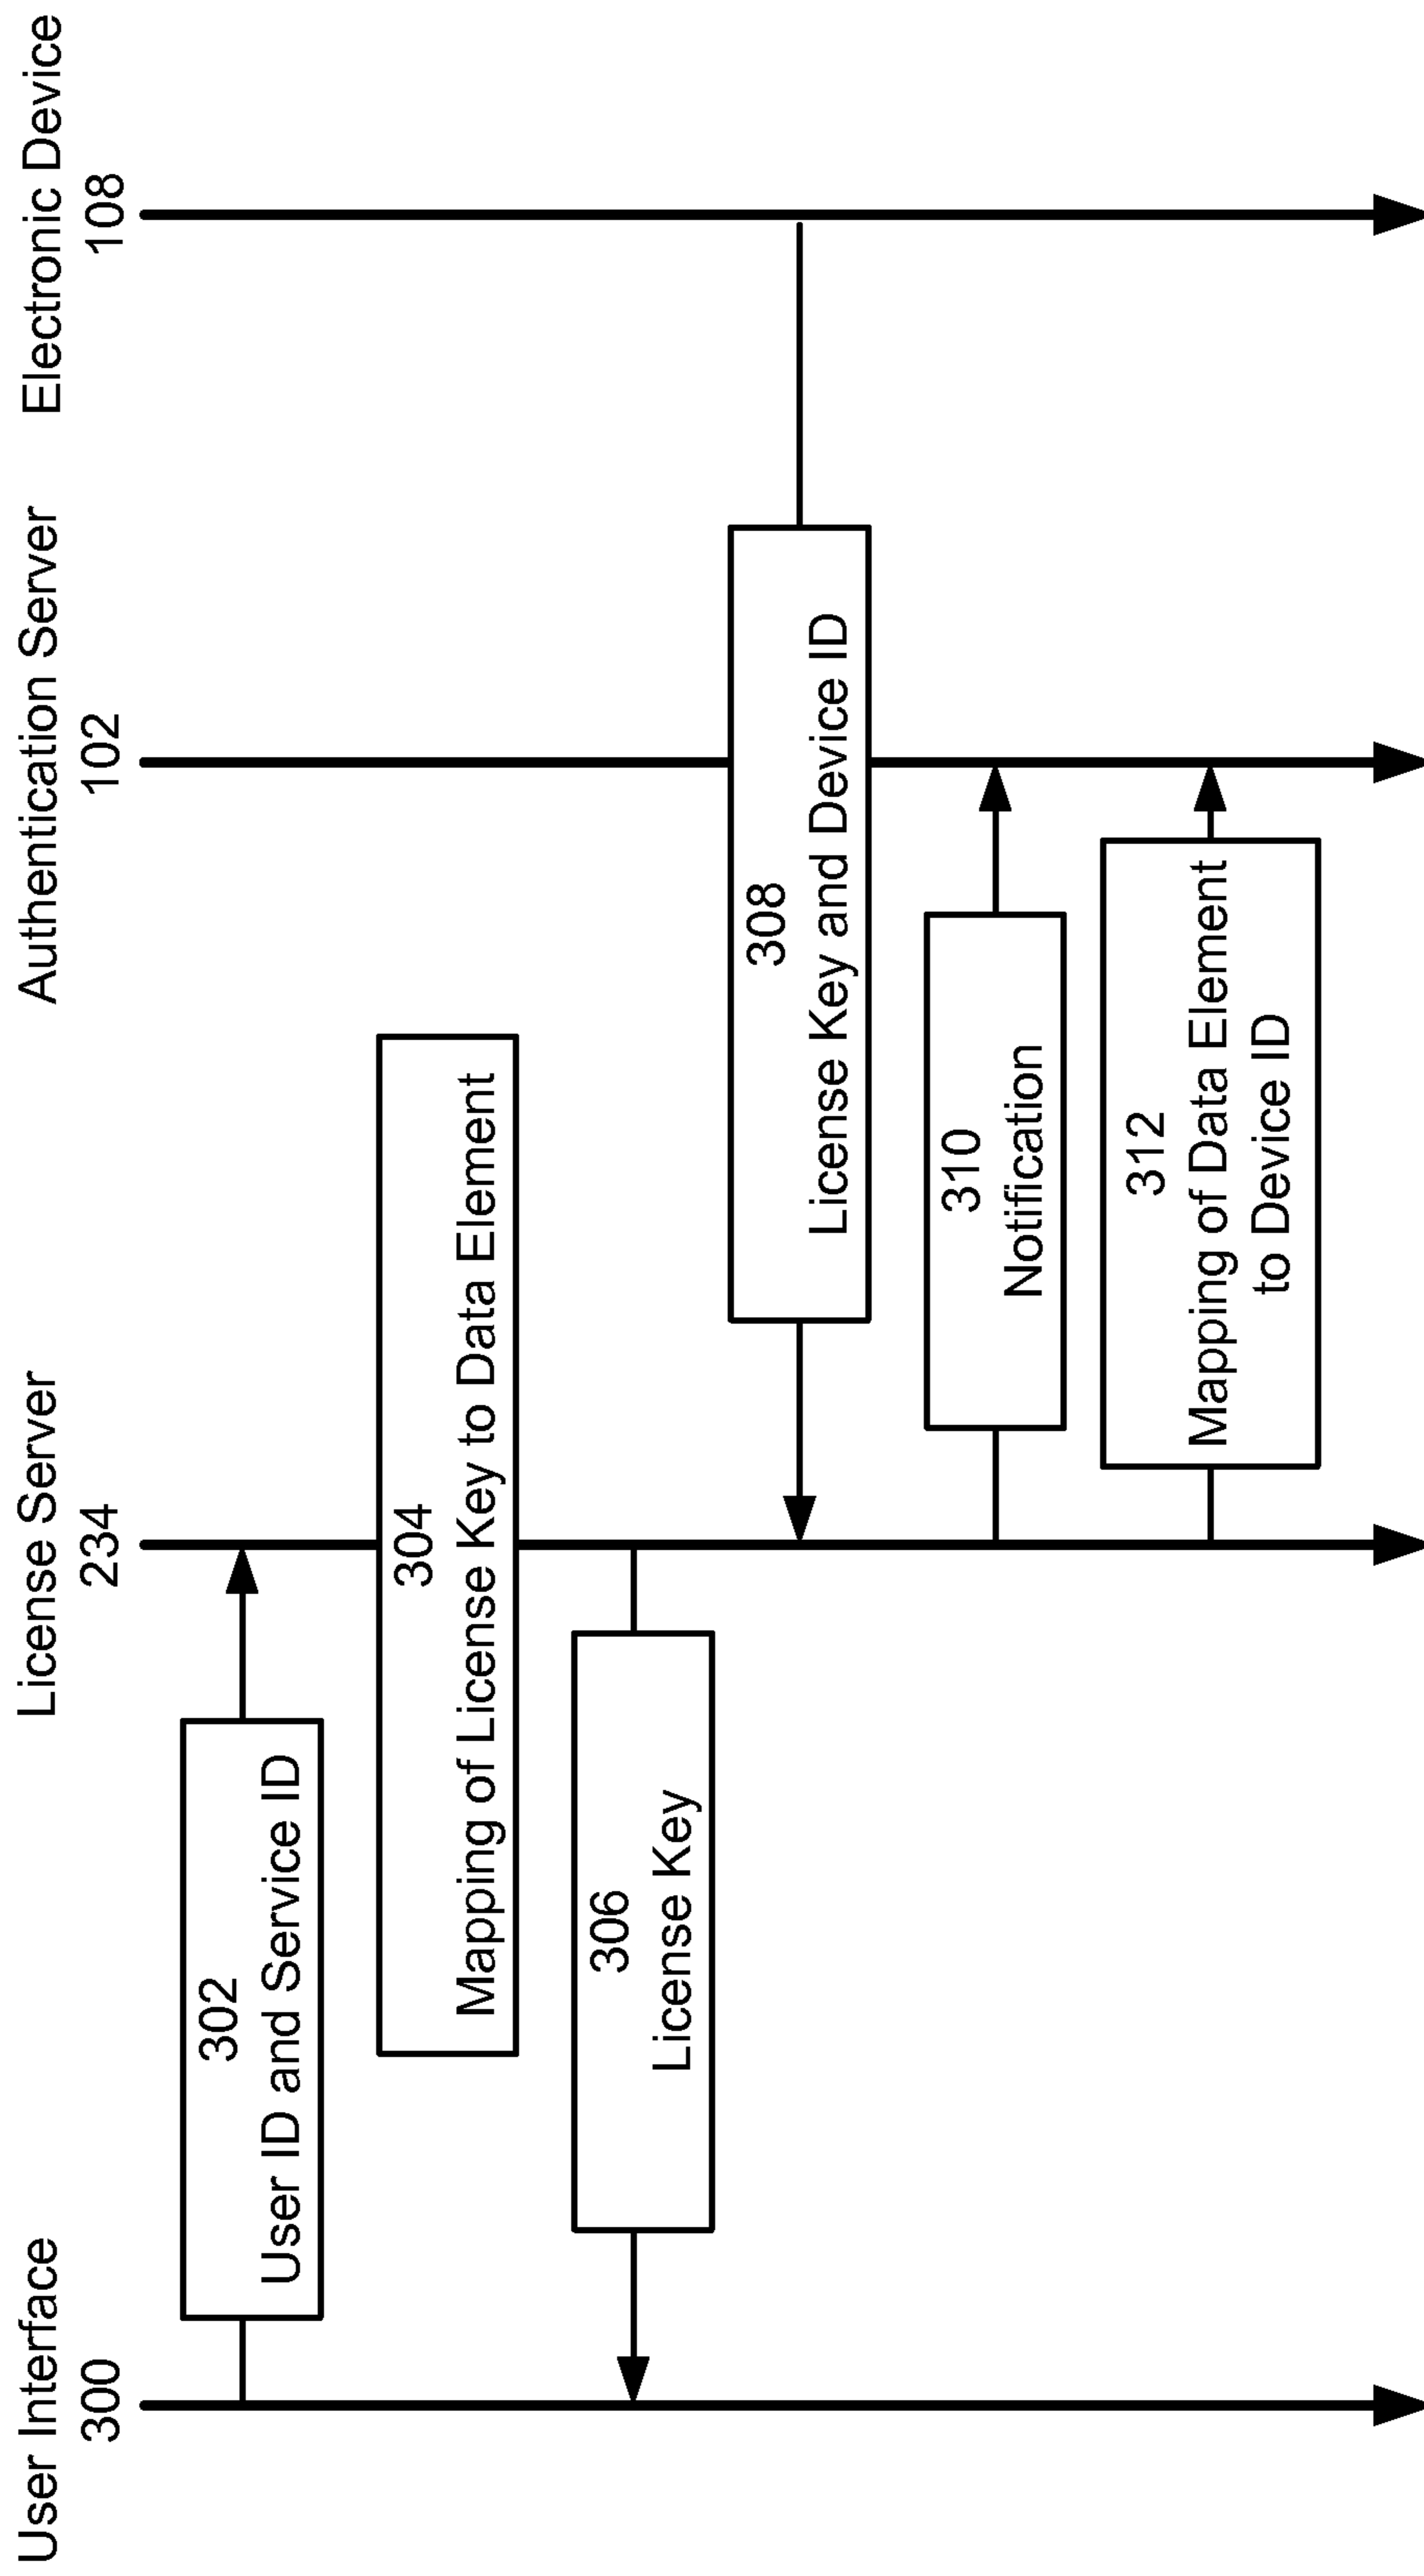 User Interface
300
License Server
234
Authentication Server
102
Electronic Device
108
302
User ID and Service ID
304
Mapping of License Key to Data Element
306
License Key
308
License Key and Device ID
310
Notification
312
Mapping of Data Element
to Device ID